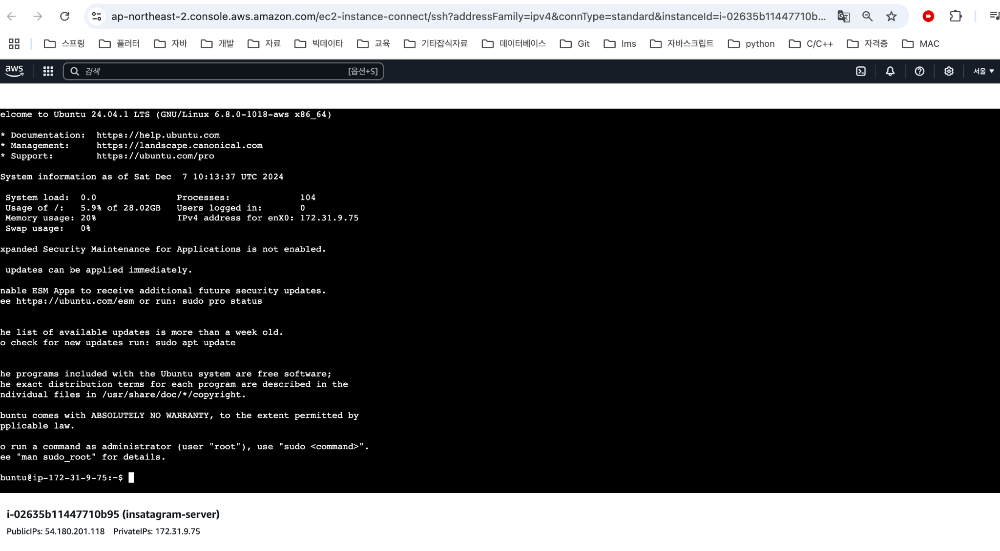 ap-northeast-2.console.aws.amazon.com/ec2-instance-connect/ssh?addressFamily=ipv4&connType=standard&instanceId=i-02635b11447710b...
스프링 플러터 자바 개발 자료 빅데이타 교육 기타잡식자료 데이터베이스 Git lms 자바스크립트 python C/C++ 자격증 MAC
aws 검색 [옵션+S] 서울
elcome to Ubuntu 24.04.1 LTS (GNU/Linux 6.8.0-1018-aws x86_64)
* Documentation:  https://help.ubuntu.com
* Management:     https://landscape.canonical.com
* Support:        https://ubuntu.com/pro
System information as of Sat Dec  7 10:13:37 UTC 2024
System load:  0.0               Processes:             104
Usage of /:   5.9% of 28.02GB   Users logged in:       0
Memory usage: 20%               IPv4 address for enX0: 172.31.9.75
Swap usage:   0%
xpanded Security Maintenance for Applications is not enabled.
updates can be applied immediately.
nable ESM Apps to receive additional future security updates.
ee https://ubuntu.com/esm or run: sudo pro status
he list of available updates is more than a week old.
o check for new updates run: sudo apt update
he programs included with the Ubuntu system are free software;
he exact distribution terms for each program are described in the
ndividual files in /usr/share/doc/*/copyright.
buntu comes with ABSOLUTELY NO WARRANTY, to the extent permitted by
pplicable law.
o run a command as administrator (user "root"), use "sudo <command>".
ee "man sudo_root" for details.
buntu@ip-172-31-9-75:~$
i-02635b11447710b95 (insatagram-server)
PublicIPs: 54.180.201.118 PrivateIPs: 172.31.9.75